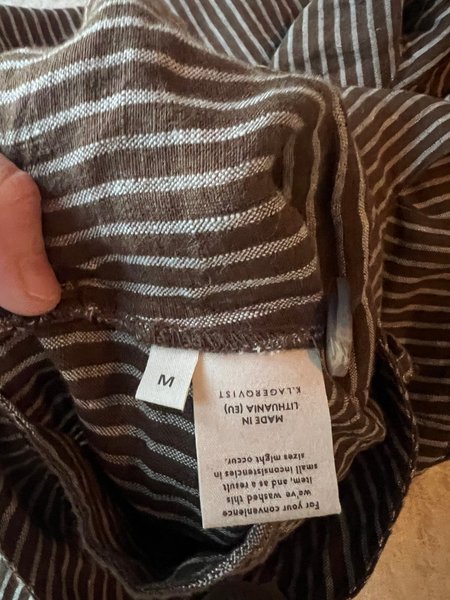 M
For your convenience
we've washed this
item, and as a result
small inconsistencies in
sizes might occur.
K.LAGERQVIST
LITHUANIA (EU)
MADE IN